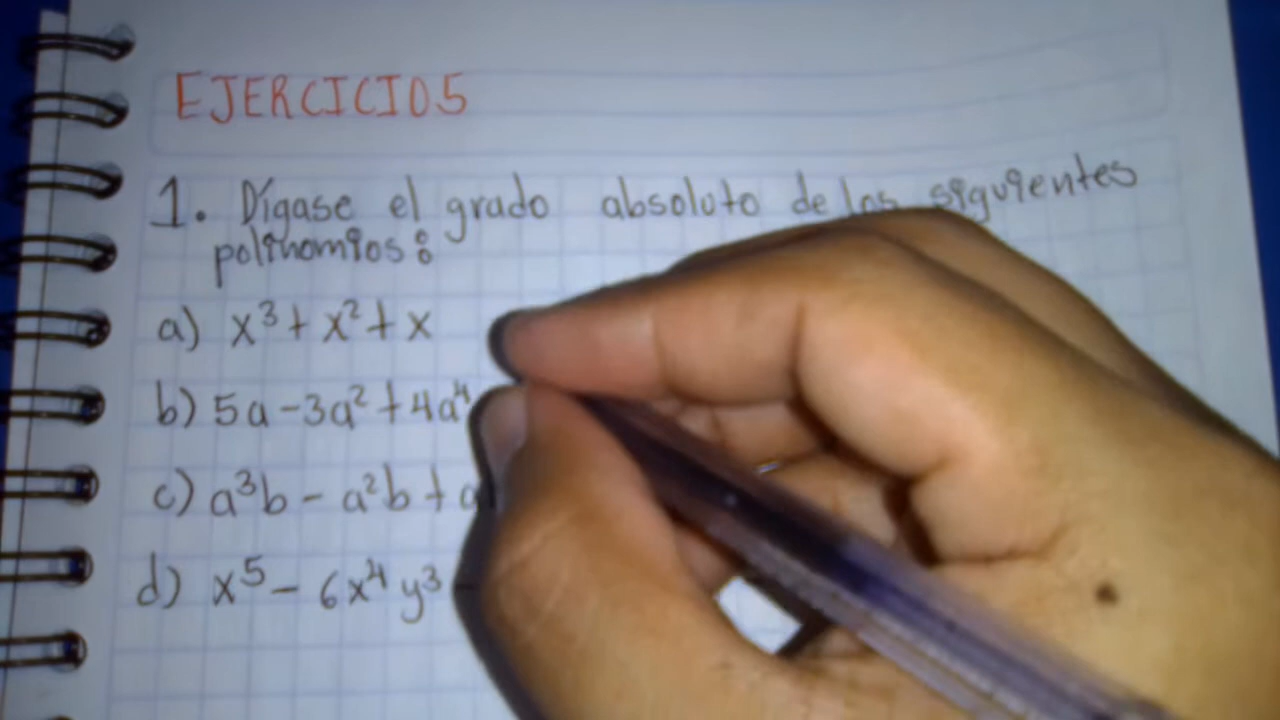 EJERCICIOS
1. Dígase el grado absoluto de los siguientes
polinomios:
a) x³ + x² + x
b) 5a - 3a² + 4a⁴
c) a³b - a²b + a
d) x⁵ - 6x⁴y³ -